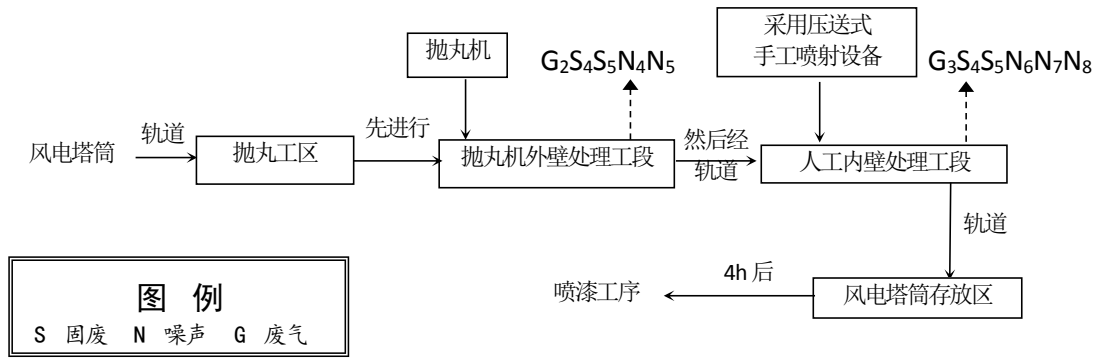 采用压送式
手工喷射设备
抛丸机
G₂S₄S₅N₄N₅
G₃S₄S₅N₆N₇N₈
风电塔筒
轨道
抛丸工区
先进行
抛丸机外壁处理工段
然后经
轨道
人工内壁处理工段
轨道
喷漆工序
4h 后
风电塔筒存放区
图 例
S 固废 N 噪声 G 废气